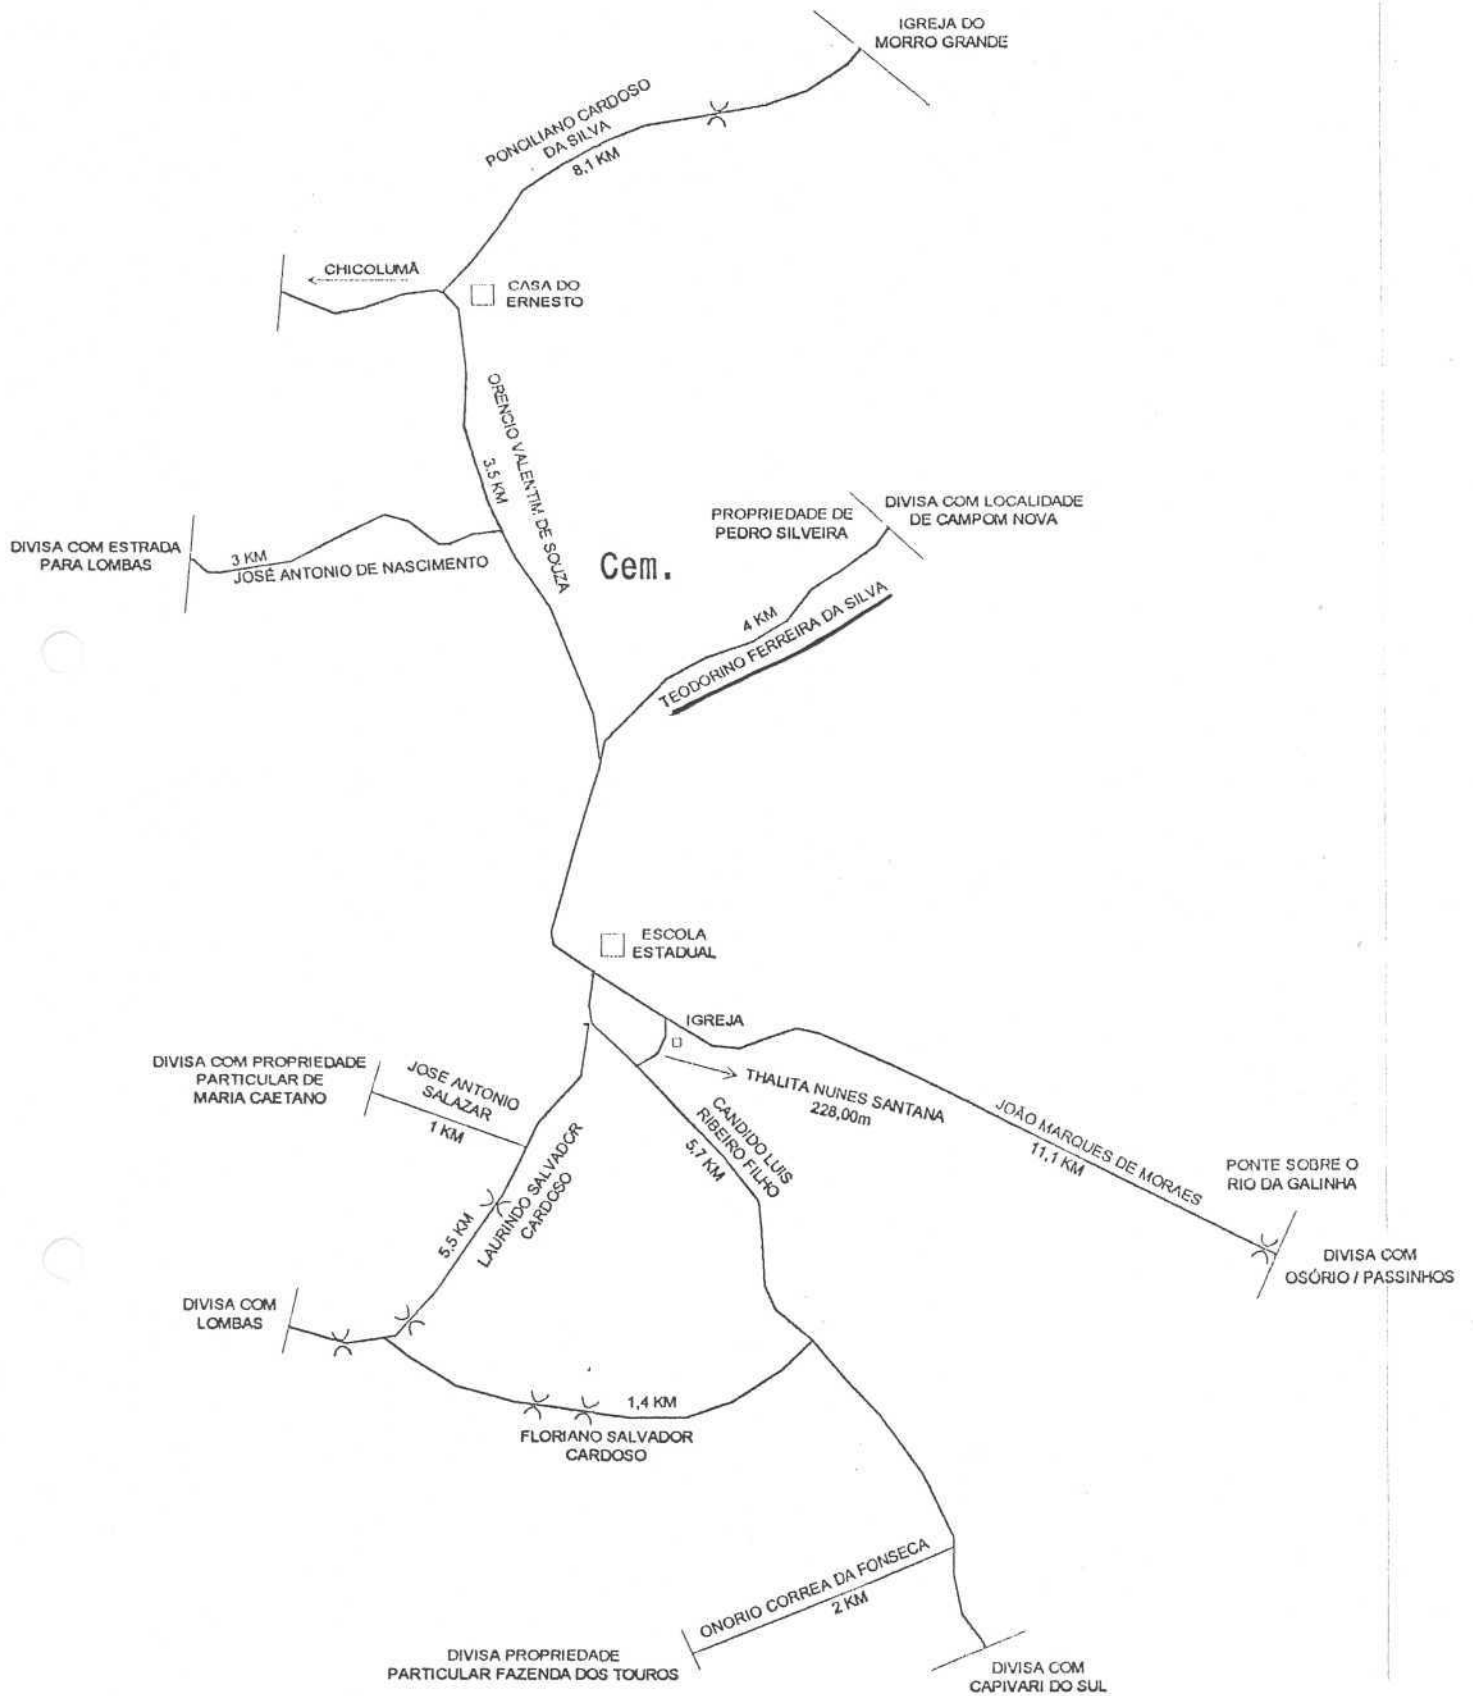 IGREJA DO
MORRO GRANDE
PONCILIANO CARDOSO
DA SILVA
8,1 KM
CHICOLUMÃ
CASA DO
ERNESTO
ORENCIO VALENTIM DE SOUZA
3.5 KM
DIVISA COM ESTRADA
PARA LOMBAS
3 KM
JOSÉ ANTONIO DE NASCIMENTO
Cem.
PROPRIEDADE DE
PEDRO SILVEIRA
DIVISA COM LOCALIDADE
DE CAMPOM NOVA
4 KM
TEODORINO FERREIRA DA SILVA
ESCOLA
ESTADUAL
IGREJA
THALITA NUNES SANTANA
228,00m
DIVISA COM PROPRIEDADE
PARTICULAR DE
MARIA CAETANO
JOSE ANTONIO
SALAZAR
1 KM
CANDIDO LUIS
RIBEIRO FILHO
5,7 KM
JOÃO MARQUES DE MORAES
11,1 KM
PONTE SOBRE O
RIO DA GALINHA
DIVISA COM
OSÓRIO / PASSINHOS
LAURINDO SALVADOR
CARDOSO
5,5 KM
DIVISA COM
LOMBAS
1,4 KM
FLORIANO SALVADOR
CARDOSO
ONORIO CORREA DA FONSECA
2 KM
DIVISA PROPRIEDADE
PARTICULAR FAZENDA DOS TOUROS
DIVISA COM
CAPIVARI DO SUL